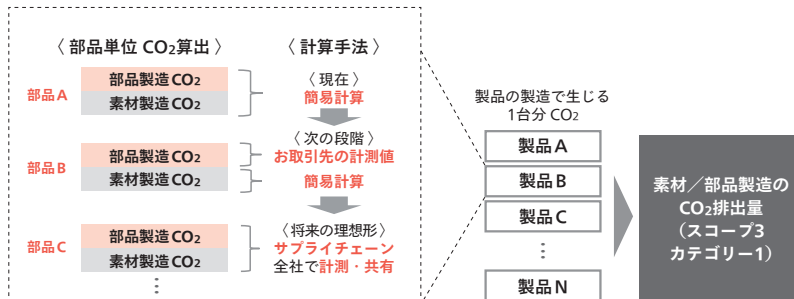 〈 部品単位 CO₂算出 〉
〈 計算手法 〉
部品A
部品製造CO₂
素材製造CO₂
〈 現在 〉
簡易計算
部品B
部品製造CO₂
素材製造CO₂
〈次の段階〉
お取引先の計測値
簡易計算
部品C
部品製造CO₂
素材製造CO₂
⋮
〈将来の理想形〉
サプライチェーン
全社で計測・共有
製品の製造で生じる
1台分 CO₂
製品A
製品B
製品C
⋮
製品N
素材／部品製造の
CO₂排出量
（スコープ3
カテゴリー1）